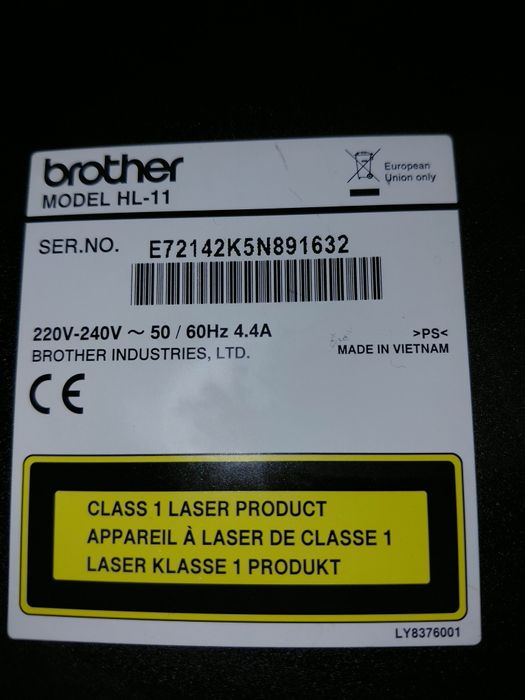 brother
MODEL HL-11
European
Union only
SER.NO. E72142K5N891632
220V-240V ～ 50 / 60Hz 4.4A
BROTHER INDUSTRIES, LTD.
>PS<
MADE IN VIETNAM
CE
CLASS 1 LASER PRODUCT
APPAREIL À LASER DE CLASSE 1
LASER KLASSE 1 PRODUKT
LY8376001